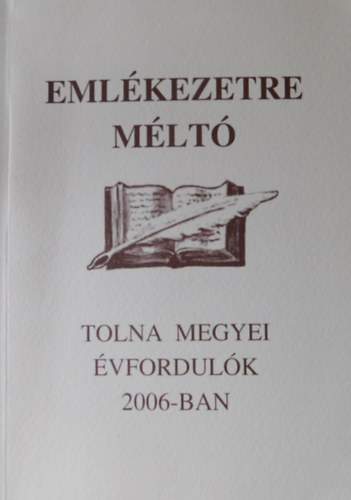 EMLÉKEZETRE
MÉLTÓ
TOLNA MEGYEI
ÉVFORDULÓK
2006-BAN